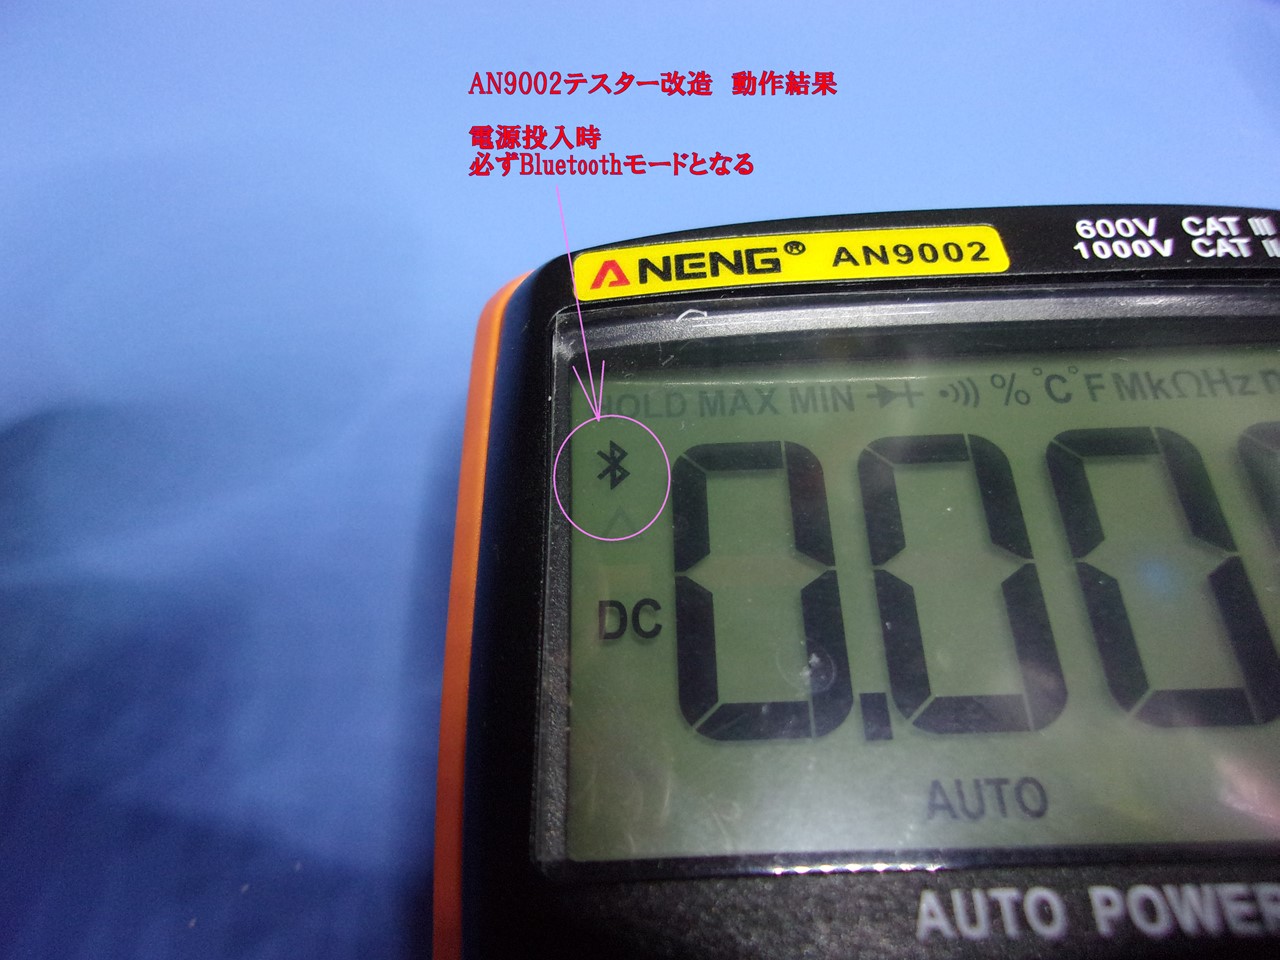 AN9002テスター改造 動作結果
電源投入時
必ずBluetoothモードとなる
600V CAT III
ANENG® AN9002
1000V CAT
HOLD MAX MIN % °C °F MkΩHz
0.00
DC
AUTO
AUTO POWER